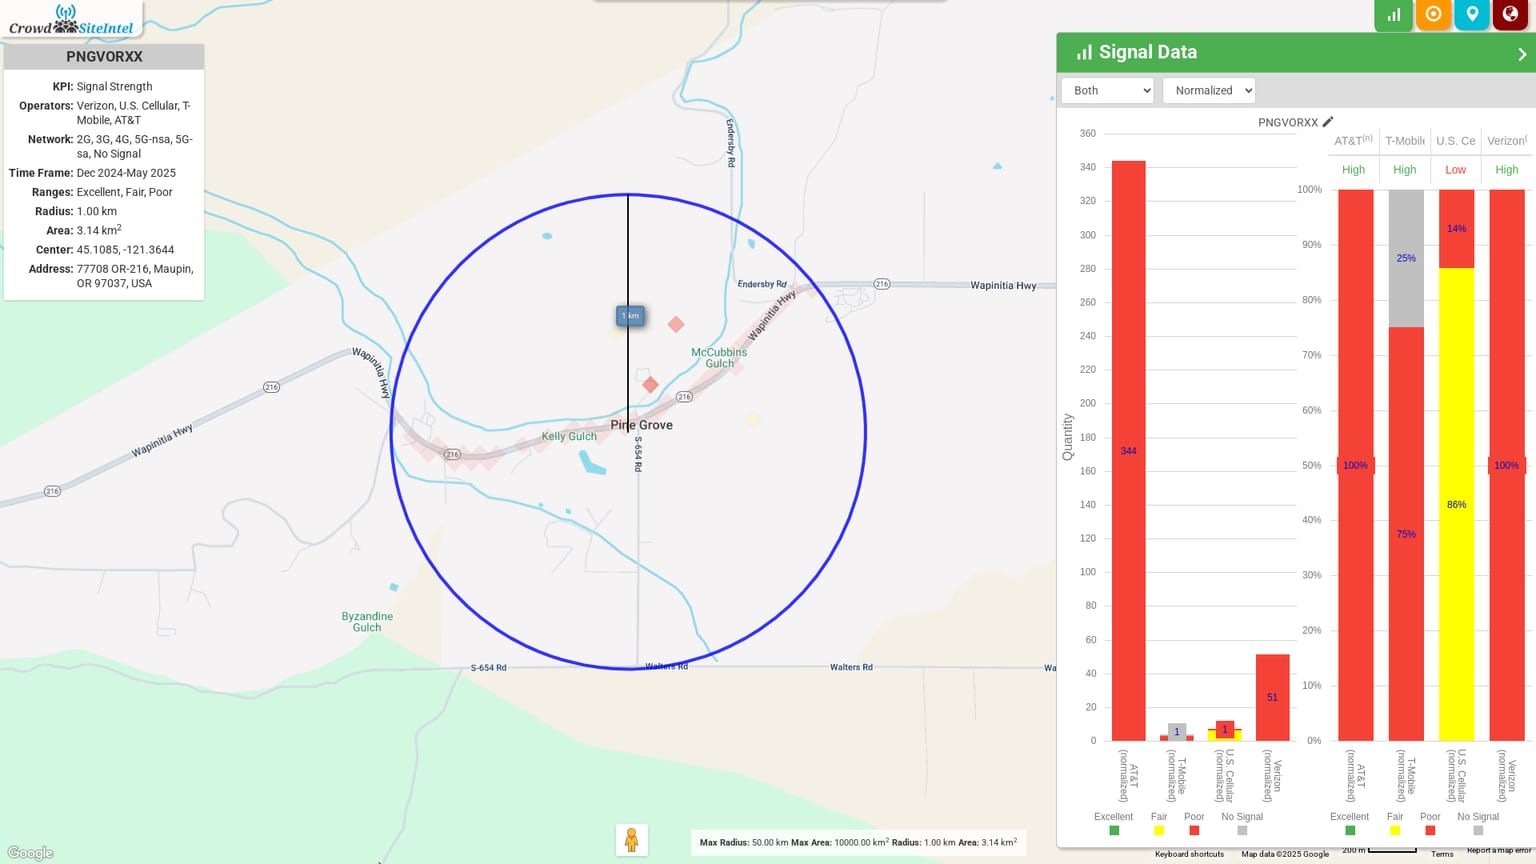 Crowd SiteIntel
PNGVORXX
KPI: Signal Strength
Operators: Verizon, U.S. Cellular, T-
Mobile, AT&T
Network: 2G, 3G, 4G, 5G-nsa, 5G-
sa, No Signal
Time Frame: Dec 2024-May 2025
Ranges: Excellent, Fair, Poor
Radius: 1.00 km
Area: 3.14 km2
Center: 45.1085, -121.3644
Address: 77708 OR-216, Maupin,
OR 97037, USA
Endersby Rd
Endersby Rd
216
Wapinitia Hwy
1 km
Wapinitia Hwy
McCubbins
Gulch
Wapinitia Hwy
216
216
Pine Grove
Kelly Gulch
Wapinitia Hwy
216
S-654 Rd
216
Byzandine
Gulch
S-654 Rd
Walters Rd
Walters Rd
Wa
Google
Max Radius: 50.00 km Max Area: 10000.00 km2 Radius: 1.00 km Area: 3.14 km2
Signal Data
Both
Normalized
PNGVORXX
Quantity
360
340
320
300
280
260
240
220
200
180
160
140
120
100
80
60
40
20
0
344
1
1
51
AT&T
(normalized)
T-Mobile
(normalized)
U.S. Cellular
(normalized)
Verizon
(normalized)
Excellent
Fair
Poor
No Signal
AT&T(n)
T-Mobile
U.S. Ce
Verizon(
High
High
Low
High
100%
90%
80%
70%
60%
50%
40%
30%
20%
10%
0%
100%
25%
75%
14%
86%
100%
AT&T
(normalized)
T-Mobile
(normalized)
U.S. Cellular
(normalized)
Verizon
(normalized)
Excellent
Fair
Poor
No Signal
Keyboard shortcuts
Map data ©2025 Google
200 m
Terms
Report a map error